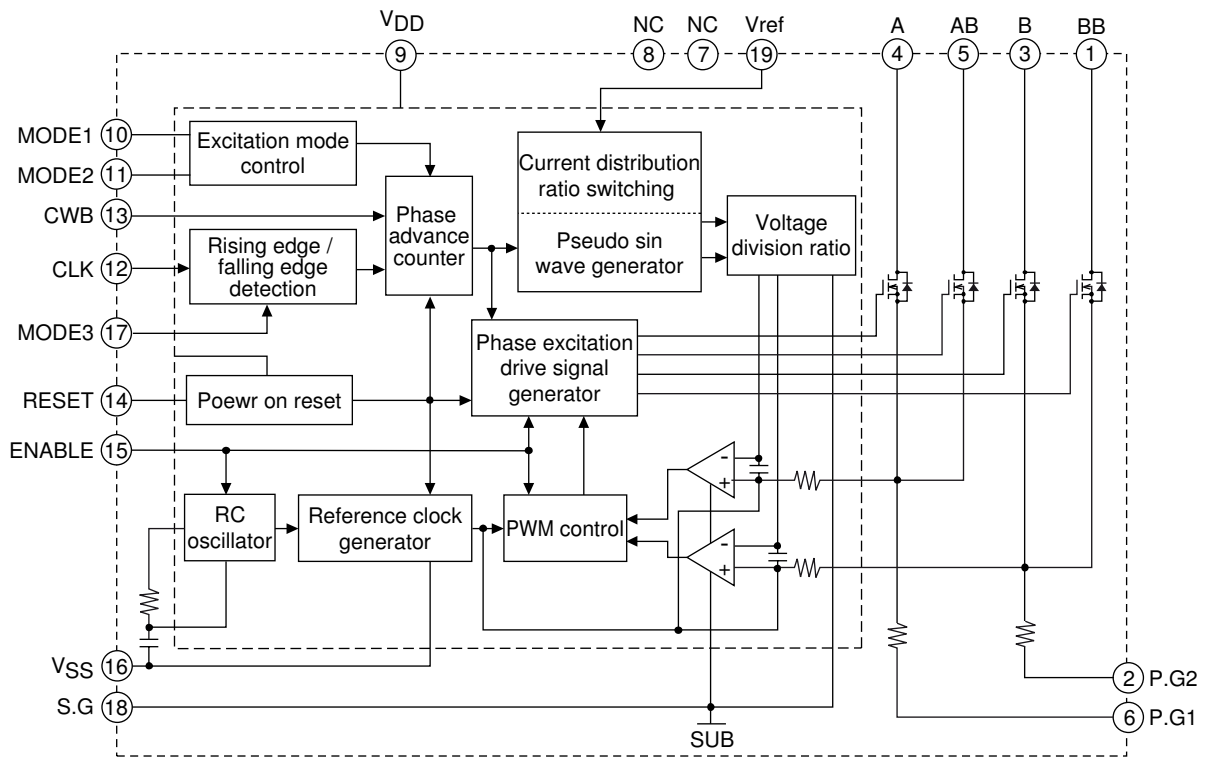 VDD
NC
NC
Vref
A
AB
B
BB
9
8
7
19
4
5
3
1
MODE1 10
MODE2 11
CWB 13
CLK 12
MODE3 17
RESET 14
ENABLE 15
VSS 16
S.G 18
Excitation mode
control
Phase
advance
counter
Rising edge /
falling edge
detection
Current distribution
ratio switching
Pseudo sin
wave generator
Voltage
division ratio
Phase excitation
drive signal
generator
Poewr on reset
RC
oscillator
Reference clock
generator
PWM control
-
+
-
+
2 P.G2
6 P.G1
SUB